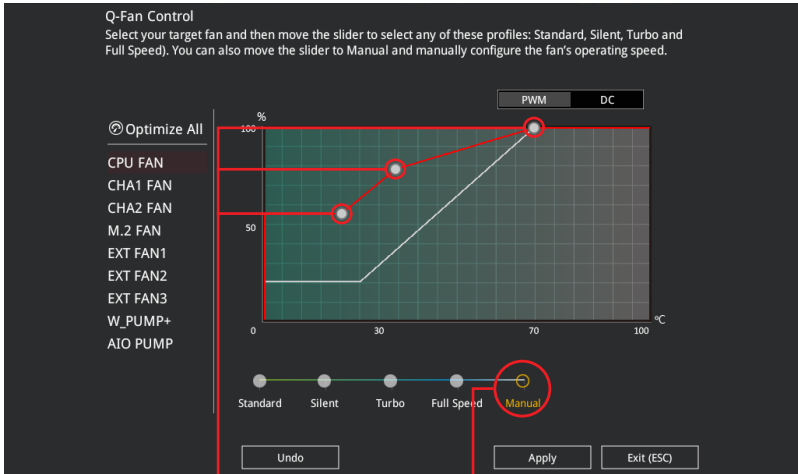 Q-Fan Control
Select your target fan and then move the slider to select any of these profiles: Standard, Silent, Turbo and
Full Speed). You can also move the slider to Manual and manually configure the fan's operating speed.
PWM DC
Optimize All
CPU FAN
CHA1 FAN
CHA2 FAN
M.2 FAN
EXT FAN1
EXT FAN2
EXT FAN3
W_PUMP+
AIO PUMP
%
100
50
0 30 70 100
ºC
Standard Silent Turbo Full Speed Manual
Undo Apply Exit (ESC)